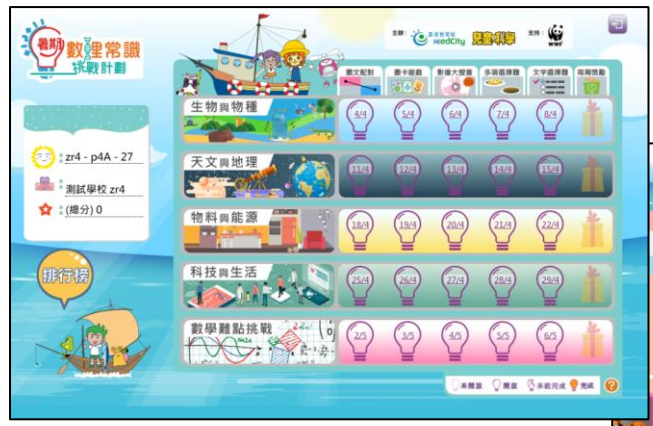 暑期
數理常識
挑戰計劃
主辦：
香港教育城
HKedCity
兒童的科學
支持：
WWF
圖文配對 圖卡遊戲 影像大搜查 多項選擇題 文字選擇題 每周獎勵
生物與物種 4/4 5/4 6/4 7/4 8/4
zr4 - p4A - 27
測試學校 zr4
(總分) 0
天文與地理 11/4 12/4 13/4 14/4 15/4
物料與能源 18/4 19/4 20/4 21/4 22/4
排行榜
科技與生活 25/4 26/4 27/4 28/4 29/4
數學難點挑戰 2/5 3/5 4/5 5/5 6/5
未開放 開放 未能完成 完成 ?